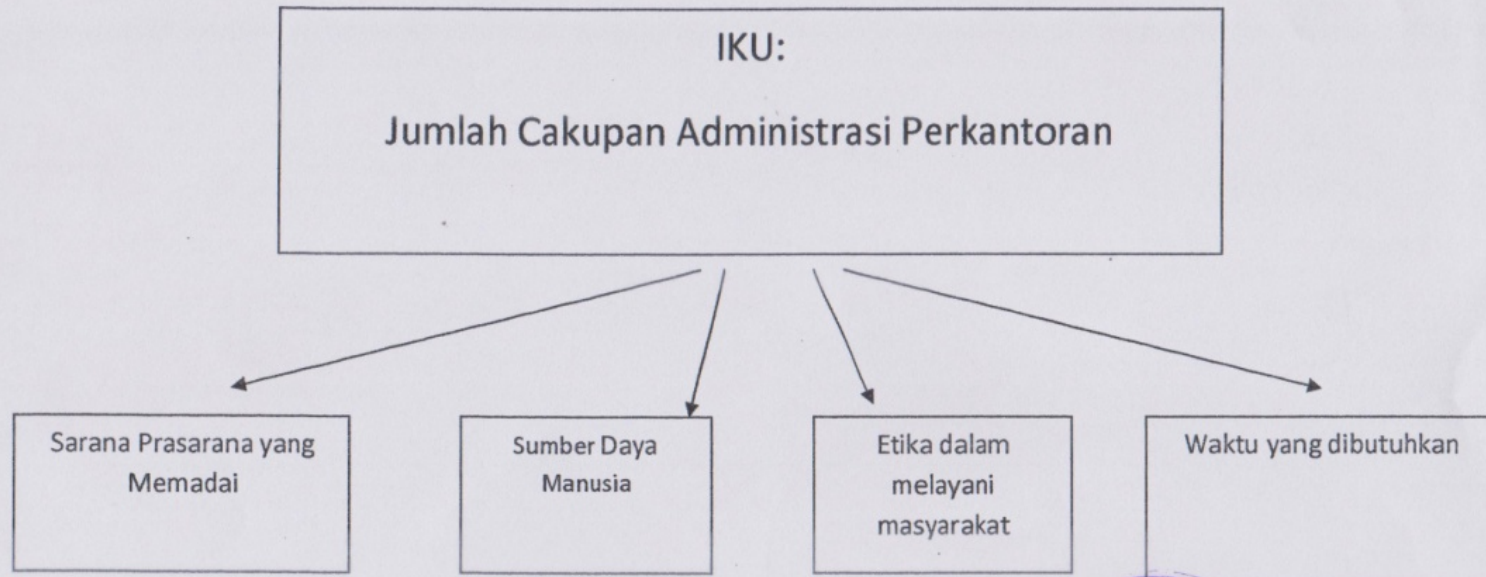 IKU:
Jumlah Cakupan Administrasi Perkantoran
Sarana Prasarana yang
Memadai
Sumber Daya
Manusia
Etika dalam
melayani
masyarakat
Waktu yang dibutuhkan